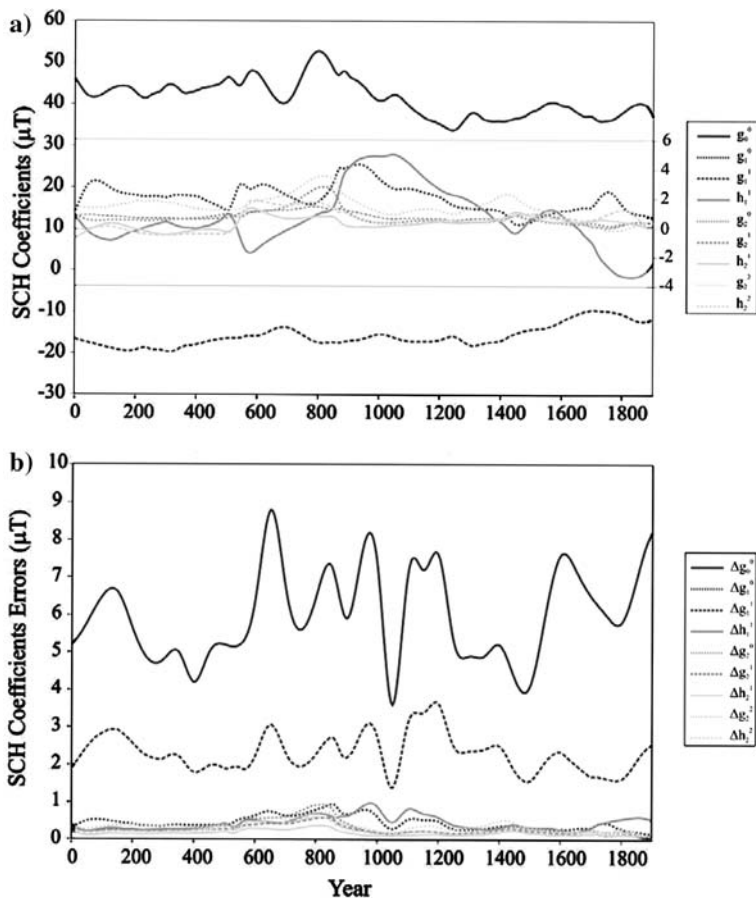 a)
SCH Coefficients (μT)
60
50
40
30
20
10
0
-10
-20
-30
6
4
2
0
-2
-4
0 200 400 600 800 1000 1200 1400 1600 1800
g₀⁰
g₁⁰
g₁¹
h₁¹
g₂⁰
g₂¹
h₂¹
g₂²
h₂²
b)
SCH Coefficients Errors (μT)
10
9
8
7
6
5
4
3
2
1
0
0 200 400 600 800 1000 1200 1400 1600 1800
Year
Δg₀⁰
Δg₁⁰
Δg₁¹
Δh₁¹
Δg₂⁰
Δg₂¹
Δh₂¹
Δg₂²
Δh₂²